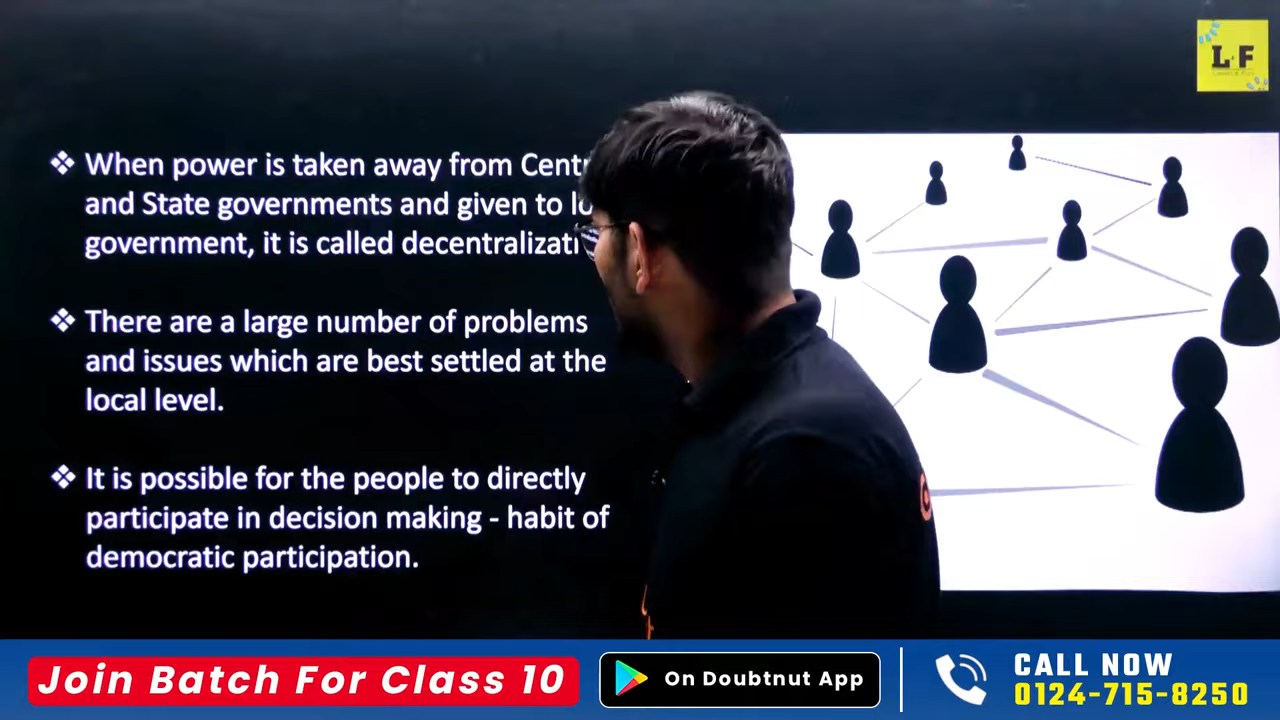 L F
❖ When power is taken away from
and State governments and given to
government, it is called
❖ There are a large number of problems
and issues which are best settled at the
local level.
❖ It is possible for the people to directly
participate in decision making - habit of
democratic participation.
Join Batch For Class 10
On Doubtnut App
CALL NOW
0124-715-8250